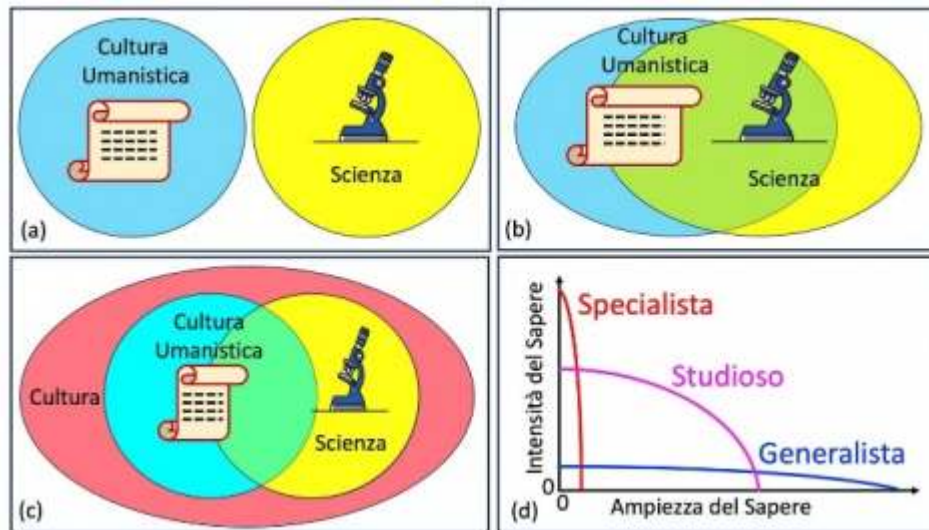 Cultura
Umanistica
Scienza
(a)
Cultura
Umanistica
Scienza
(b)
Cultura
Umanistica
Cultura
Scienza
(c)
Intensità del Sapere
Specialista
Studioso
Generalista
0
0
Ampiezza del Sapere
(d)